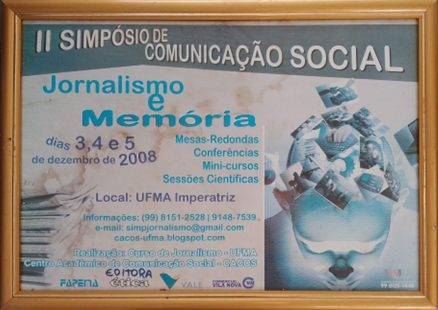 II SIMPÓSIO DE
COMUNICAÇÃO SOCIAL
Jornalismo
e
Memória
dias 3,4 e 5
de dezembro de 2008
Mesas-Redondas
Conferências
Mini-cursos
Sessões Científicas
Local: UFMA Imperatriz
Informações: (99) 8151-2528 | 9148-7539
e-mail: simpjornalismo@gmail.com
cacos-ufma.blogspot.com
Realização: Curso de Jornalismo - UFMA
Centro Acadêmico de Comunicação Social - CACOS
FAPEMA
EDITORA
ética
VALE
VILA NOVA